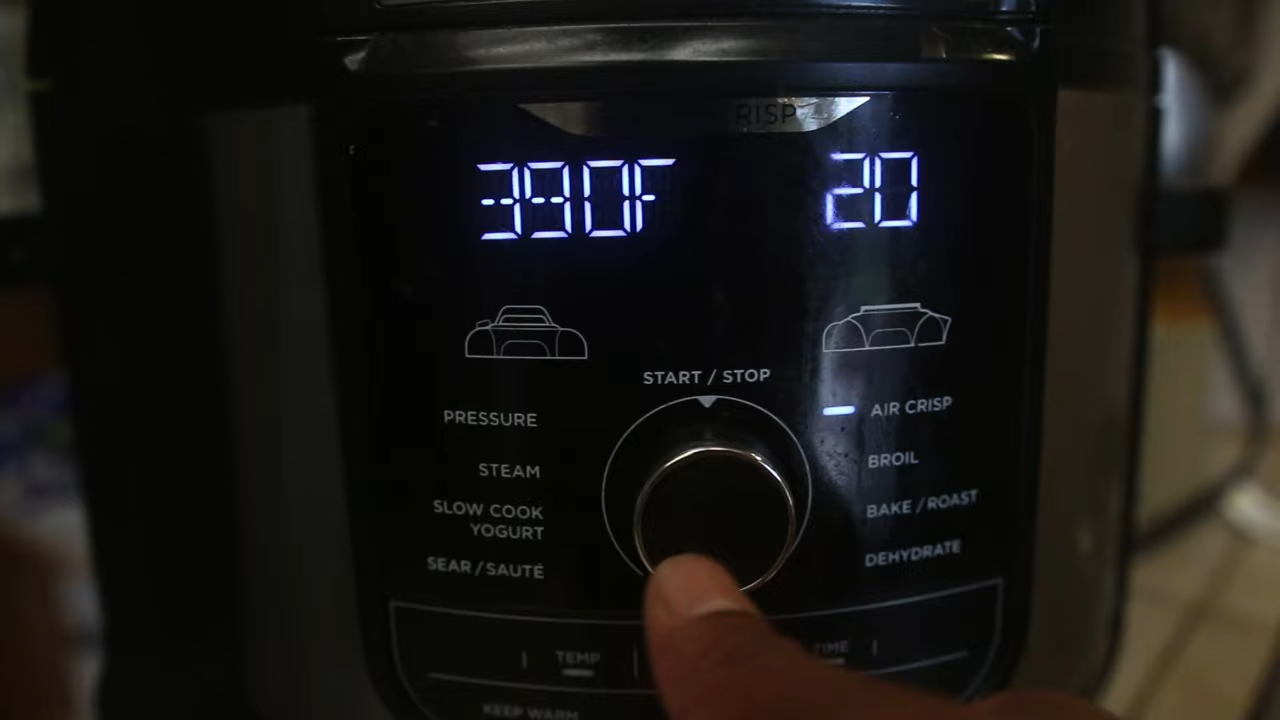 RISP
390F 20
START / STOP
PRESSURE
STEAM
SLOW COOK
YOGURT
SEAR / SAUTÉ
AIR CRISP
BROIL
BAKE / ROAST
DEHYDRATE
TEMP
TIME
KEEP WARM